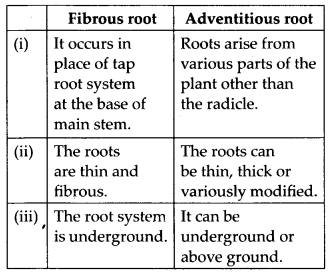 Fibrous root Adventitious root
(i) It occurs in Roots arise from
place of tap various parts of the
root system plant other than
at the base of the radicle.
main stem.
(ii) The roots The roots can
are thin and be thin, thick or
fibrous. variously modified.
(iii) The root system It can be
is underground. underground or
above ground.